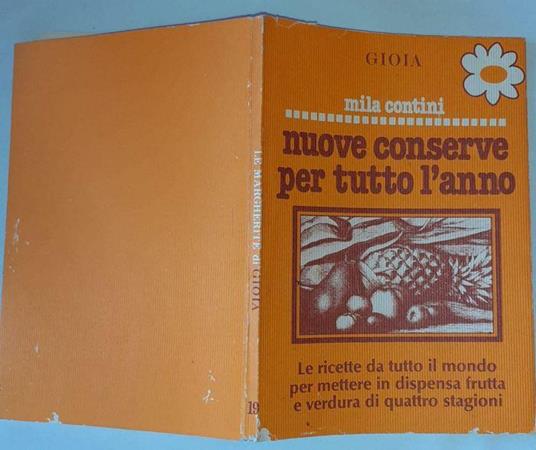 GIOIA
mila contini
nuove conserve
per tutto l'anno
Le ricette da tutto il mondo
per mettere in dispensa frutta
e verdura di quattro stagioni
LE MARGHERITE di GIOIA
19